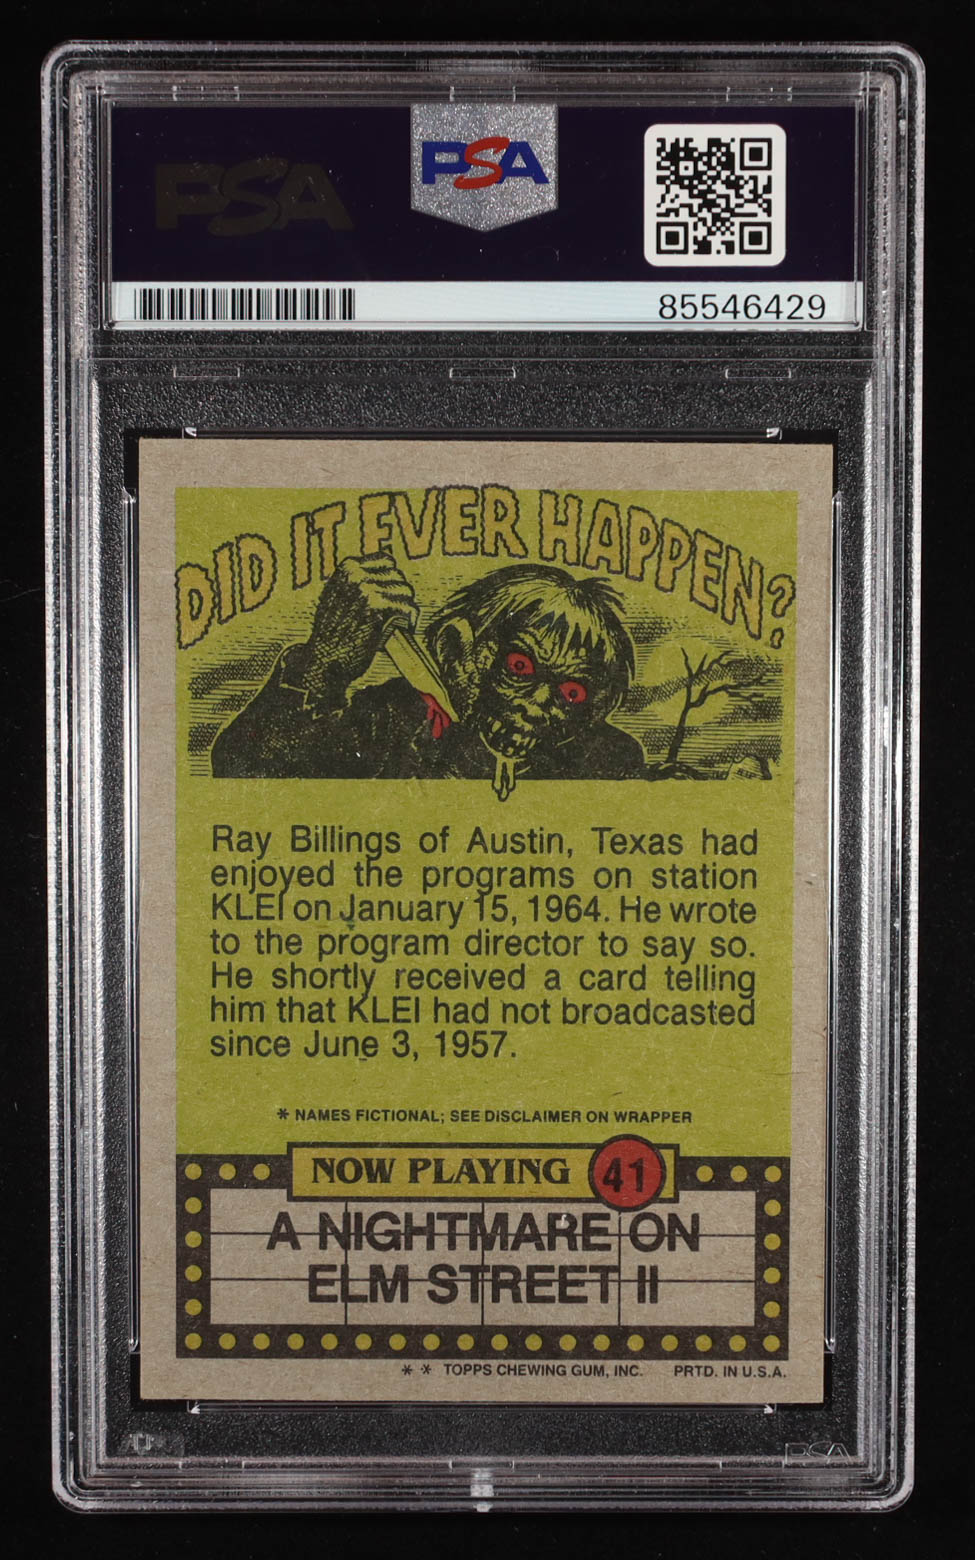 PSA
PSA
85546429
DID IT EVER HAPPEN?
Ray Billings of Austin, Texas had
enjoyed the programs on station
KLEI on January 15, 1964. He wrote
to the program director to say so.
He shortly received a card telling
him that KLEI had not broadcasted
since June 3, 1957.
* NAMES FICTIONAL; SEE DISCLAIMER ON WRAPPER
NOW PLAYING 41
A NIGHTMARE ON
ELM STREET II
* * TOPPS CHEWING GUM, INC. PRTD. IN U.S.A.
PSA